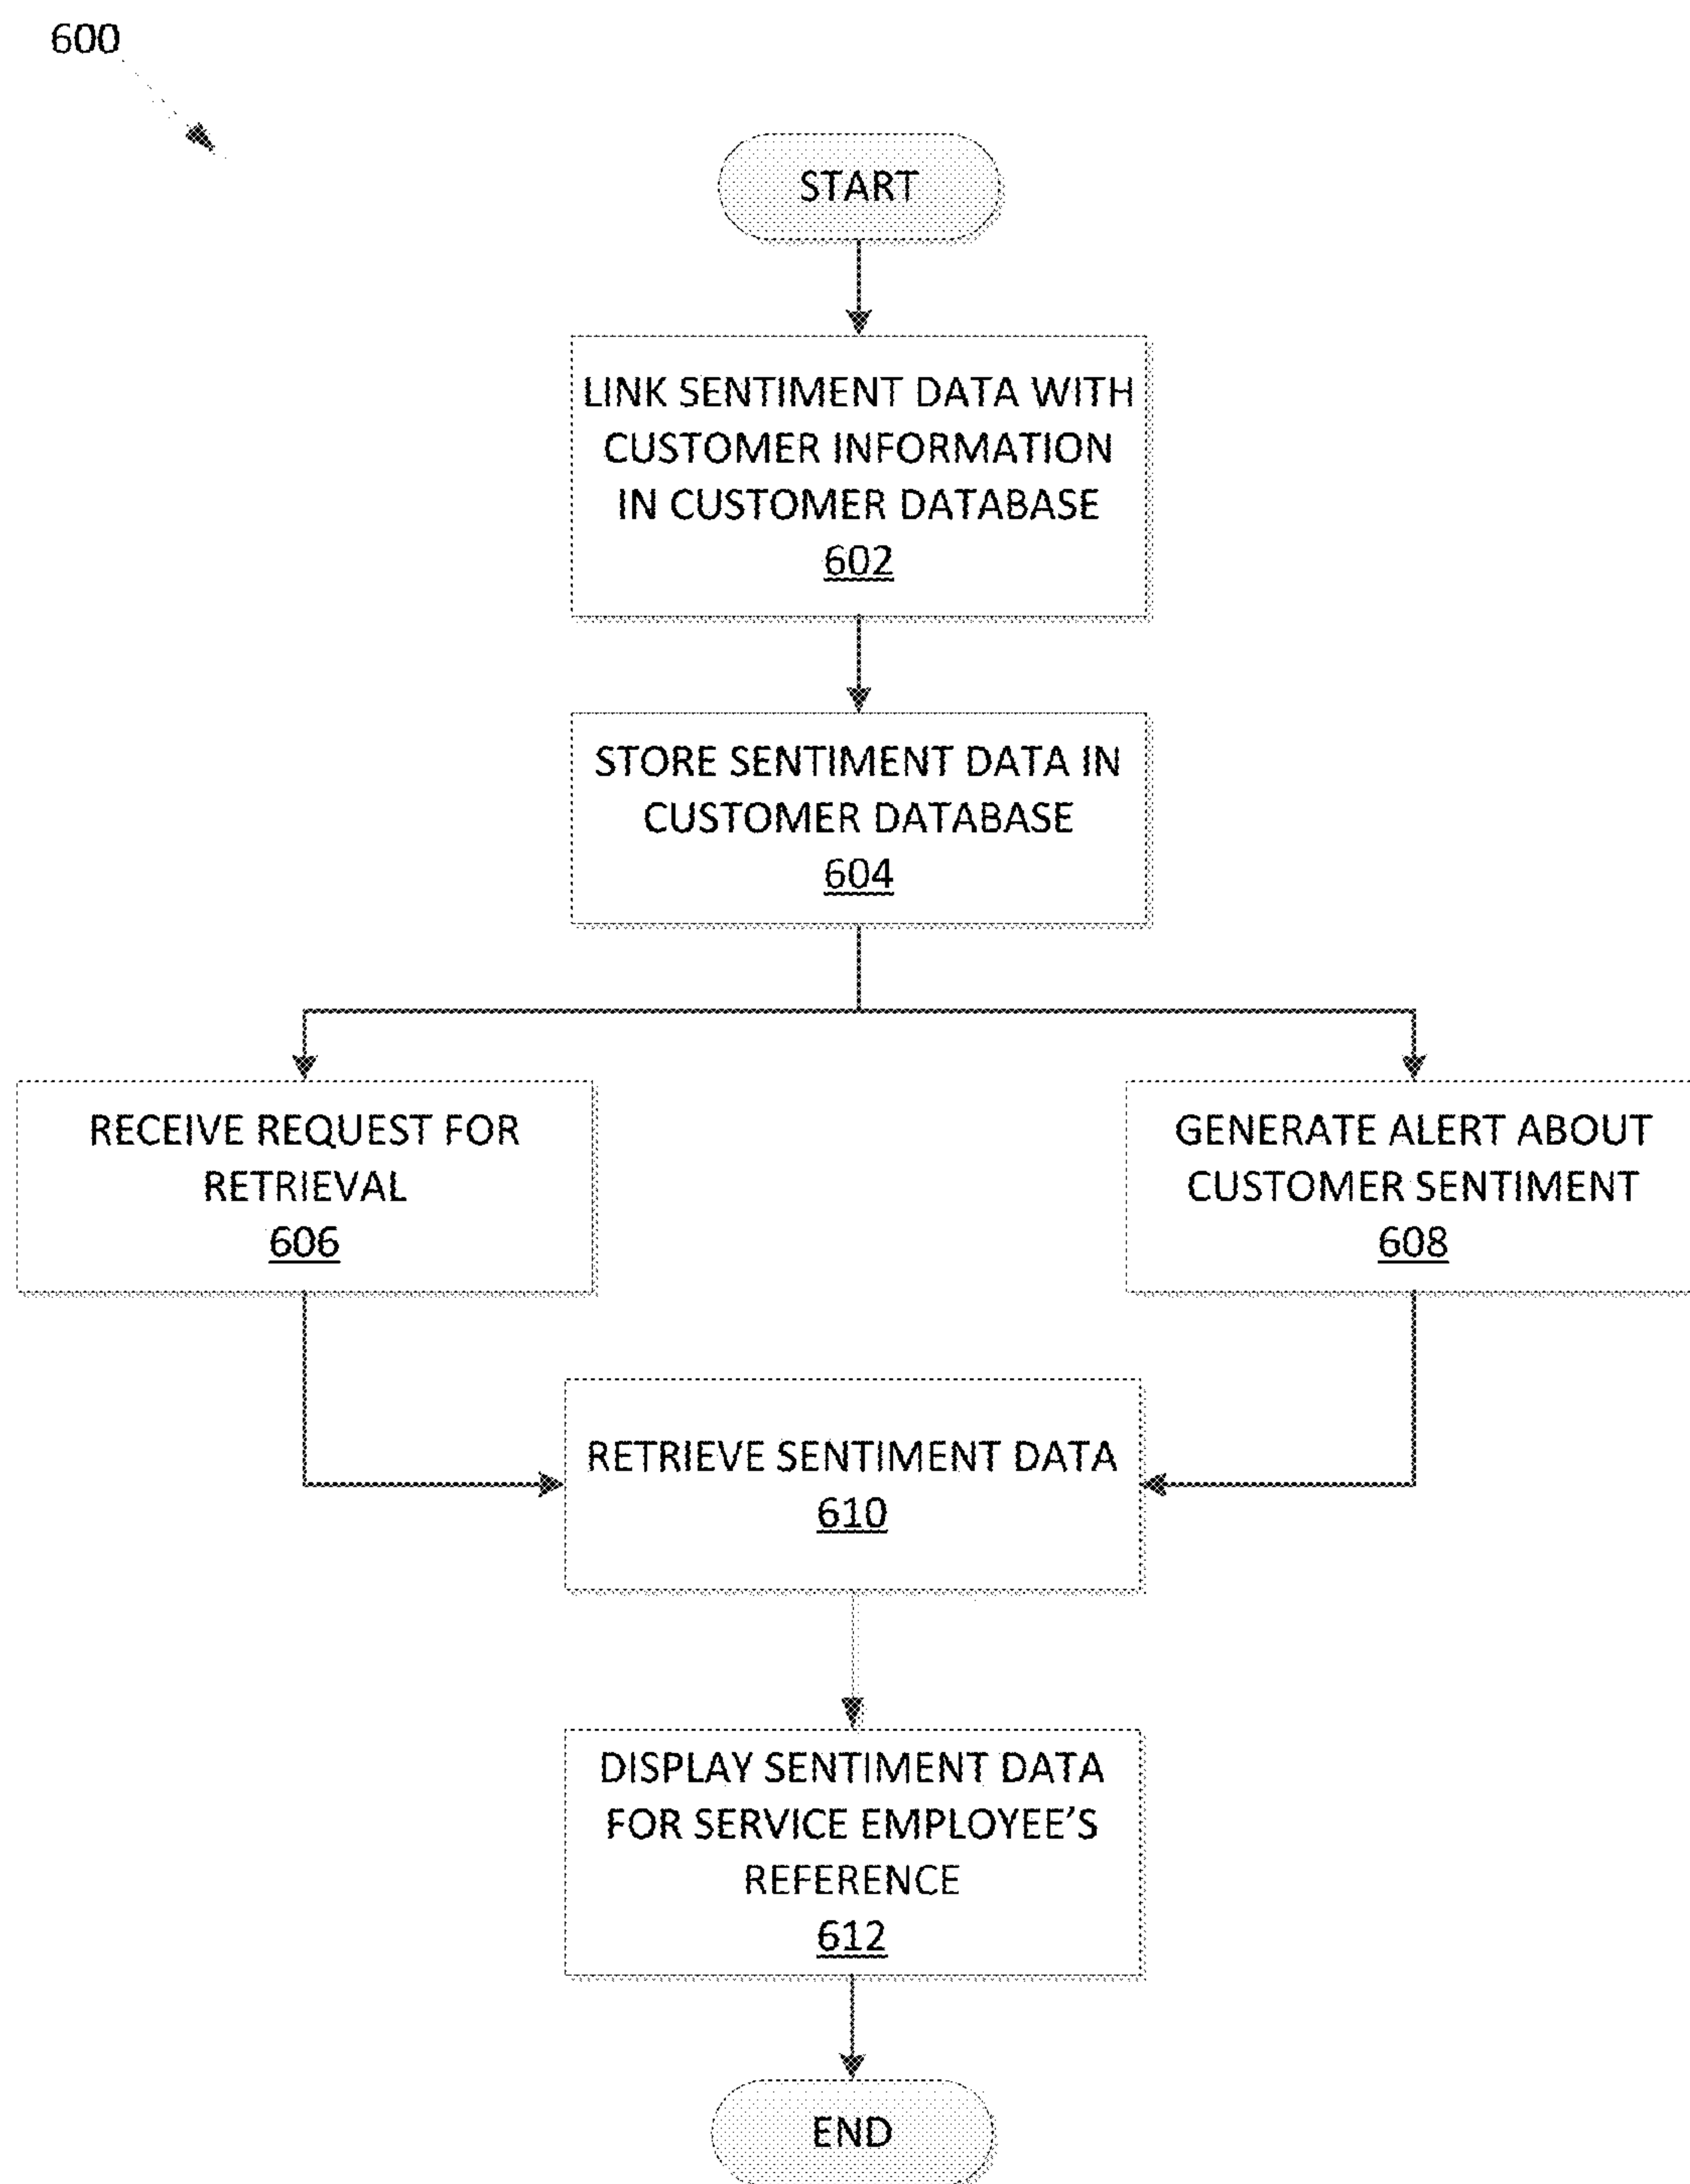 600
START
LINK SENTIMENT DATA WITH
CUSTOMER INFORMATION
IN CUSTOMER DATABASE
602
STORE SENTIMENT DATA IN
CUSTOMER DATABASE
604
RECEIVE REQUEST FOR
RETRIEVAL
606
GENERATE ALERT ABOUT
CUSTOMER SENTIMENT
608
RETRIEVE SENTIMENT DATA
610
DISPLAY SENTIMENT DATA
FOR SERVICE EMPLOYEE'S
REFERENCE
612
END